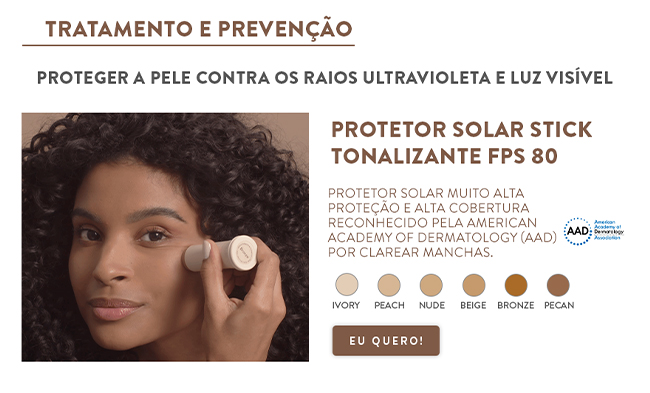 TRATAMENTO E PREVENÇÃO
PROTEGER A PELE CONTRA OS RAIOS ULTRAVIOLETA E LUZ VISÍVEL
PROTETOR SOLAR STICK
TONALIZANTE FPS 80
PROTETOR SOLAR MUITO ALTA
PROTEÇÃO E ALTA COBERTURA
RECONHECIDO PELA AMERICAN
ACADEMY OF DERMATOLOGY (AAD)
POR CLAREAR MANCHAS.
AAD
American
Academy of
Dermatology
Association
IVORY PEACH NUDE BEIGE BRONZE PECAN
EU QUERO!